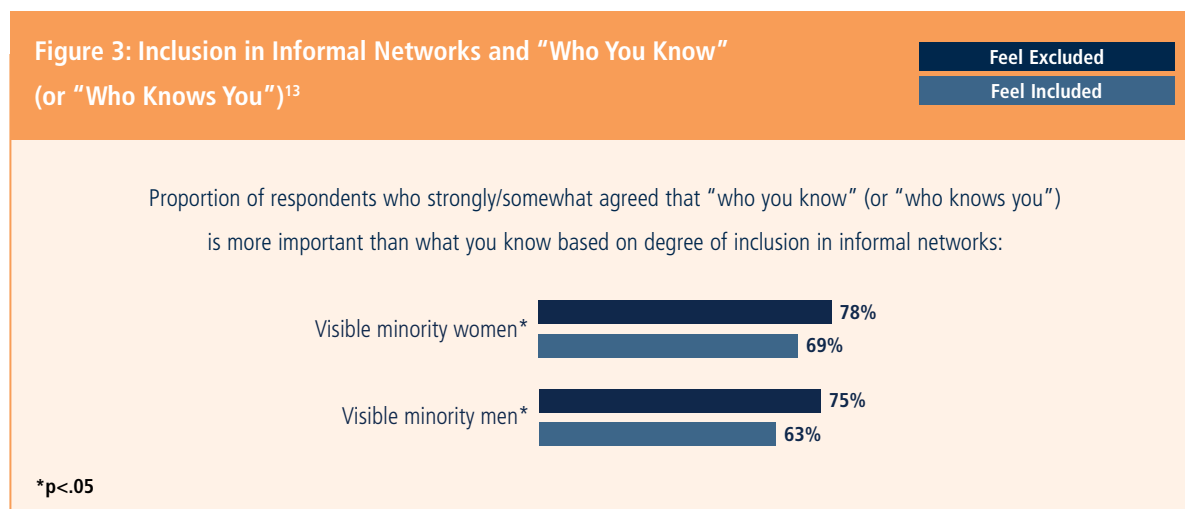 Figure 3: Inclusion in Informal Networks and “Who You Know”
(or “Who Knows You”)¹³
Feel Excluded
Feel Included
Proportion of respondents who strongly/somewhat agreed that “who you know” (or “who knows you”)
is more important than what you know based on degree of inclusion in informal networks:
Visible minority women*
78%
69%
Visible minority men*
75%
63%
*p<.05